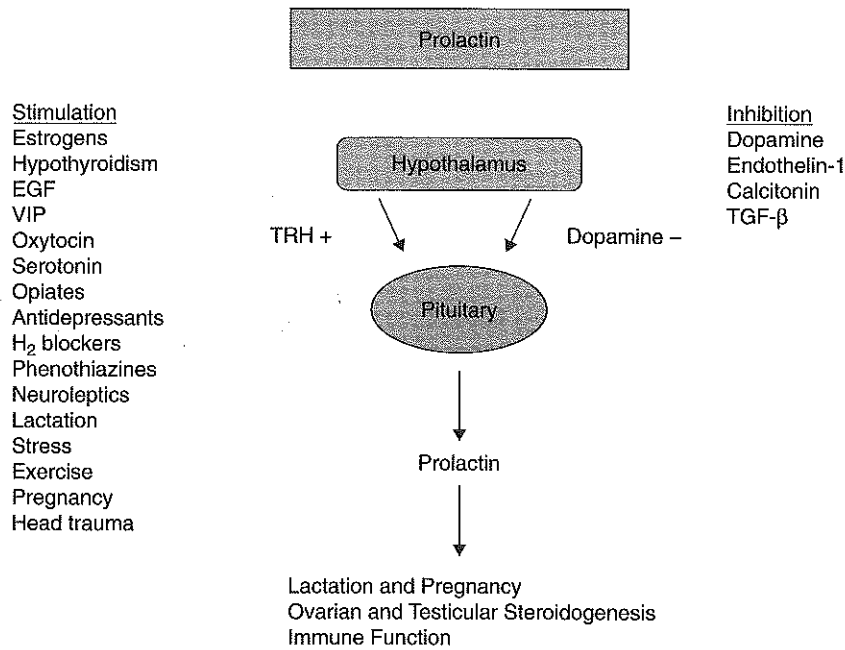 Prolactin
Stimulation
Estrogens
Hypothyroidism
EGF
VIP
Oxytocin
Serotonin
Opiates
Antidepressants
H₂ blockers
Phenothiazines
Neuroleptics
Lactation
Stress
Exercise
Pregnancy
Head trauma
Hypothalamus
TRH +
Dopamine –
Pituitary
Prolactin
Lactation and Pregnancy
Ovarian and Testicular Steroidogenesis
Immune Function
Inhibition
Dopamine
Endothelin-1
Calcitonin
TGF-β